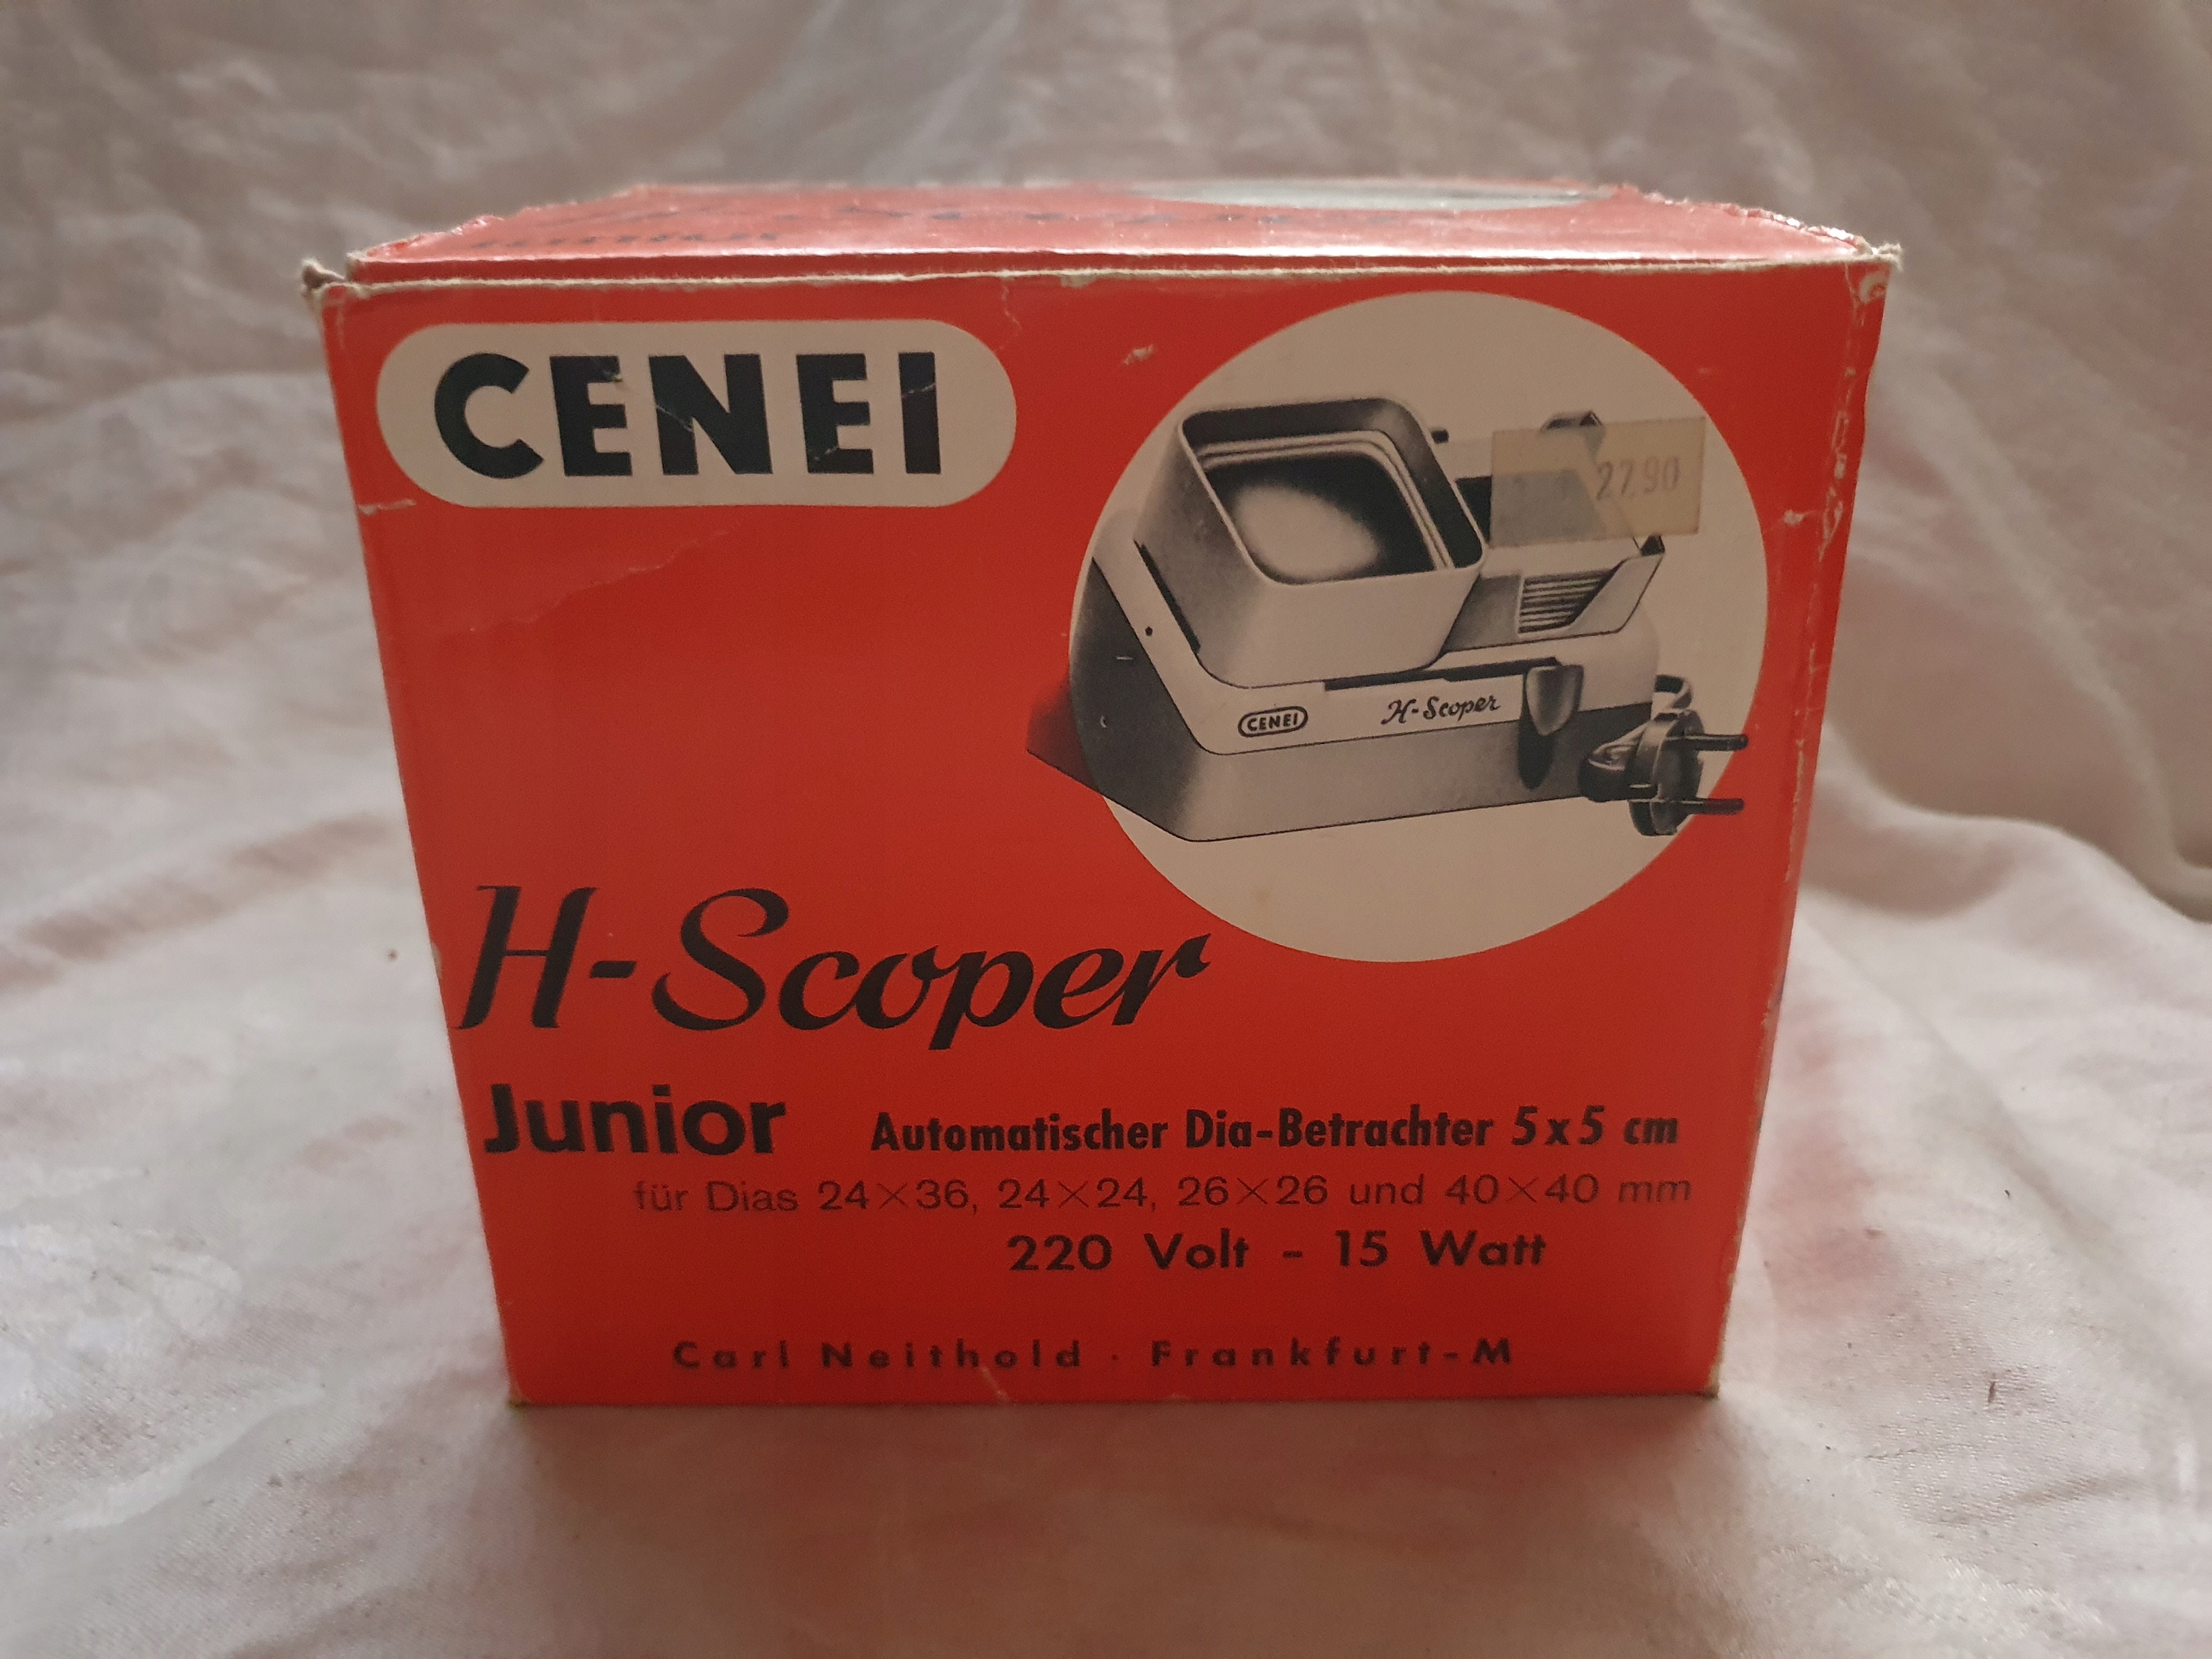 CENEI
27.90
CENEI H-Scoper
H-Scoper
Junior Automatischer Dia-Betrachter 5x5 cm
für Dias 24×36, 24×24, 26×26 und 40×40 mm
220 Volt - 15 Watt
Carl Neithold · Frankfurt-M